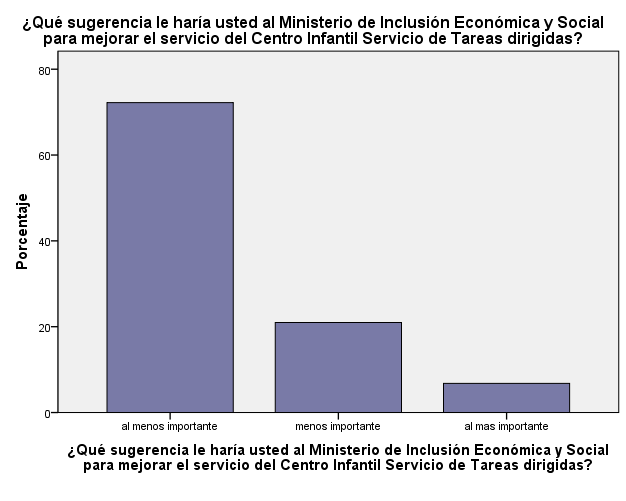 ¿Qué sugerencia le haría usted al Ministerio de Inclusión Económica y Social
para mejorar el servicio del Centro Infantil Servicio de Tareas dirigidas?
80
60
40
20
0
Porcentaje
al menos importante
menos importante
al mas importante
¿Qué sugerencia le haría usted al Ministerio de Inclusión Económica y Social
para mejorar el servicio del Centro Infantil Servicio de Tareas dirigidas?